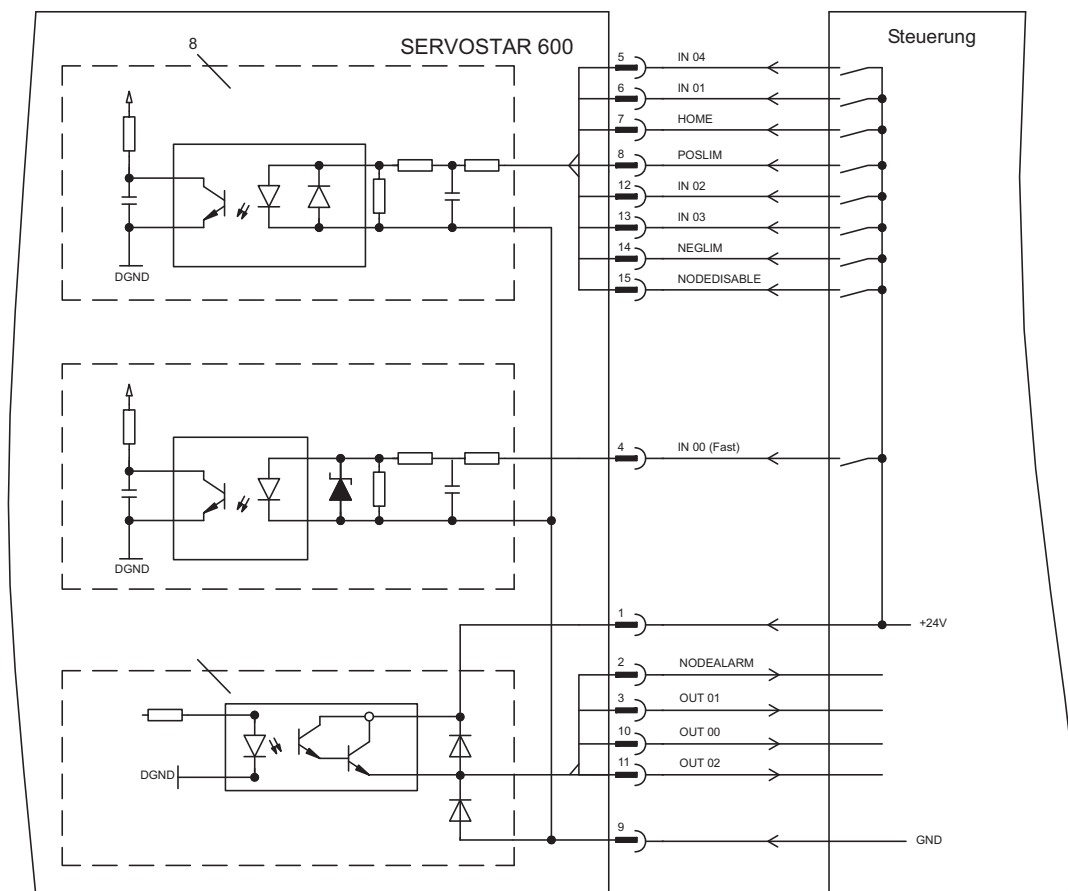 8
SERVOSTAR 600
Steuerung
5 IN 04
6 IN 01
7 HOME
8 POSLIM
12 IN 02
13 IN 03
14 NEGLIM
15 NODEDISABLE
DGND
4 IN 00 (Fast)
DGND
1 +24V
2 NODEALARM
3 OUT 01
10 OUT 00
11 OUT 02
DGND
9 GND